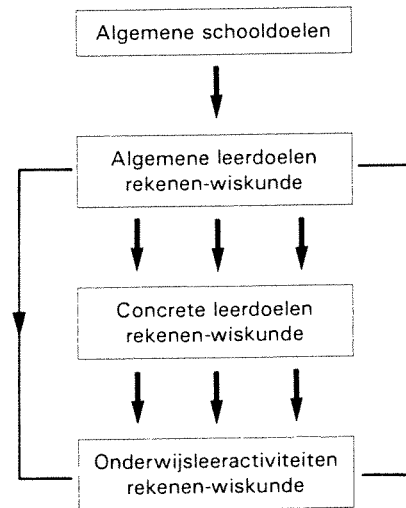 Algemene schooldoelen
Algemene leerdoelen
rekenen-wiskunde
Concrete leerdoelen
rekenen-wiskunde
Onderwijsleeractiviteiten
rekenen-wiskunde